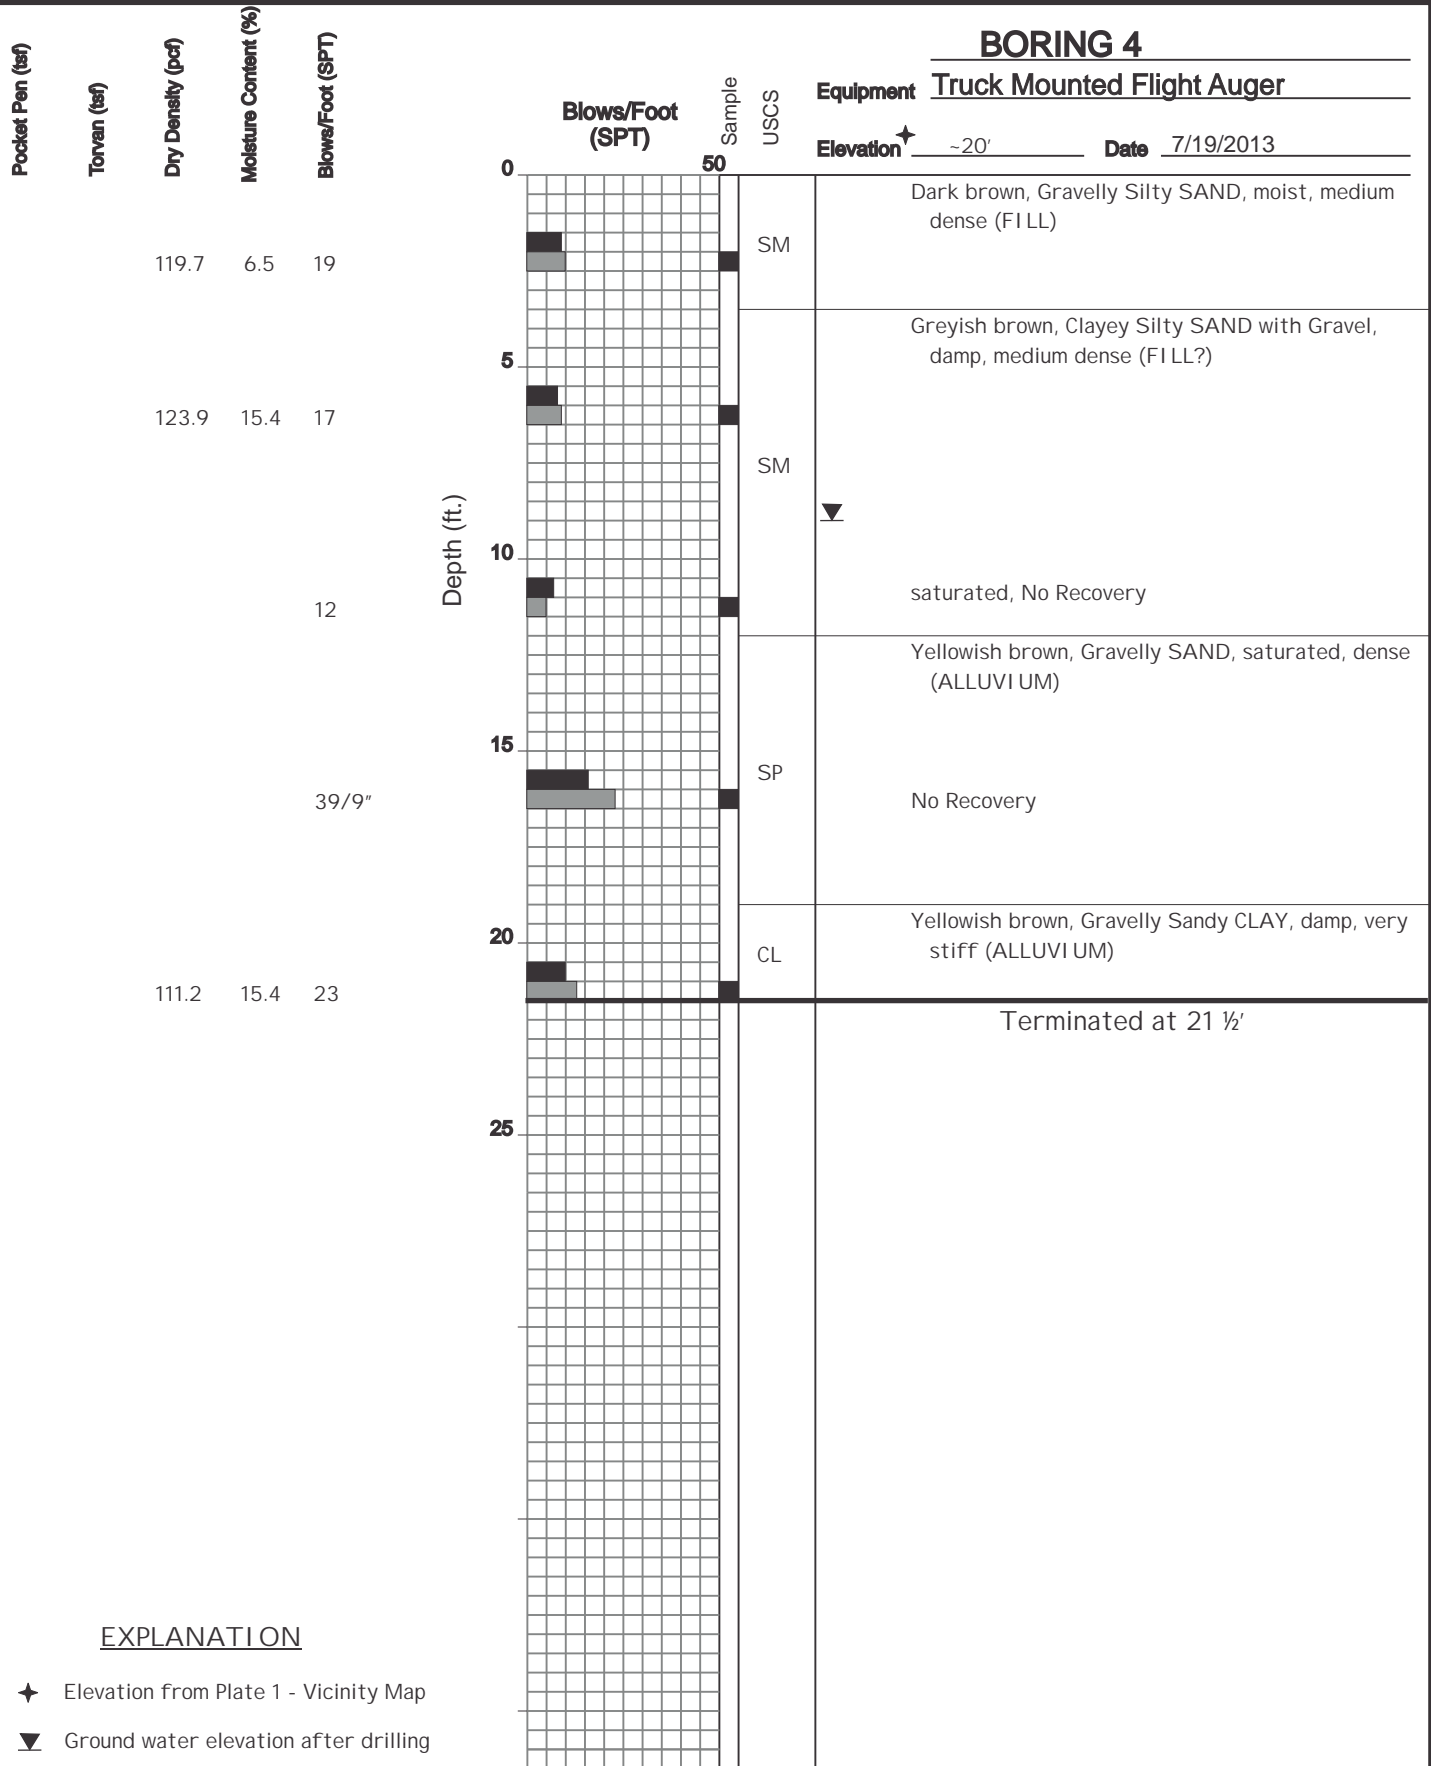 BORING 4
Equipment Truck Mounted Flight Auger
Elevation ~20' Date 7/19/2013
Pocket Pen (tsf)
Torvan (tsf)
Dry Density (pcf)
Moisture Content (%)
Blows/Foot (SPT)
Blows/Foot
(SPT)
Sample
USCS
0 50
Dark brown, Gravelly Silty SAND, moist, medium
dense (FILL)
SM
119.7 6.5 19
Greyish brown, Clayey Silty SAND with Gravel,
damp, medium dense (FILL?)
5
123.9 15.4 17
SM
Depth (ft.)
10
saturated, No Recovery
12
Yellowish brown, Gravelly SAND, saturated, dense
(ALLUVIUM)
15
SP
39/9"
No Recovery
Yellowish brown, Gravelly Sandy CLAY, damp, very
stiff (ALLUVIUM)
20
CL
111.2 15.4 23
Terminated at 21 ½'
25
EXPLANATION
Elevation from Plate 1 - Vicinity Map
Ground water elevation after drilling